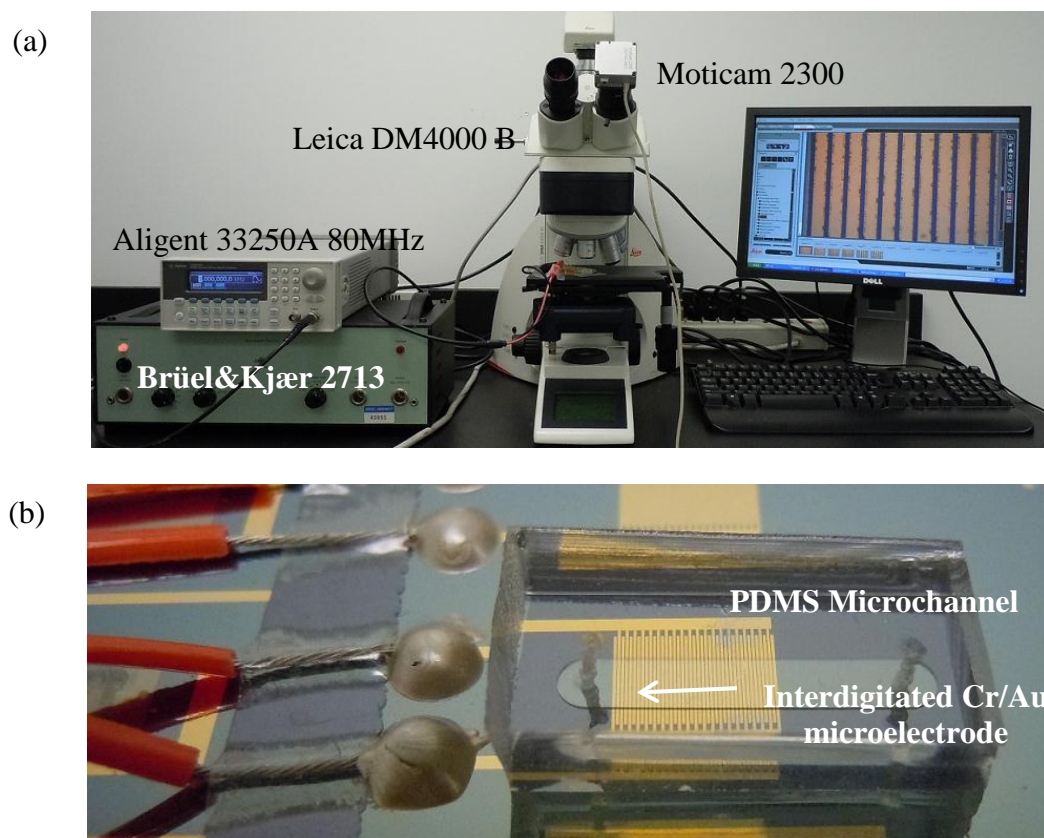 (a)
Moticam 2300
Leica DM4000 B
Aligent 33250A 80MHz
Brüel&Kjær 2713
DELL
(b)
PDMS Microchannel
Interdigitated Cr/Au
microelectrode